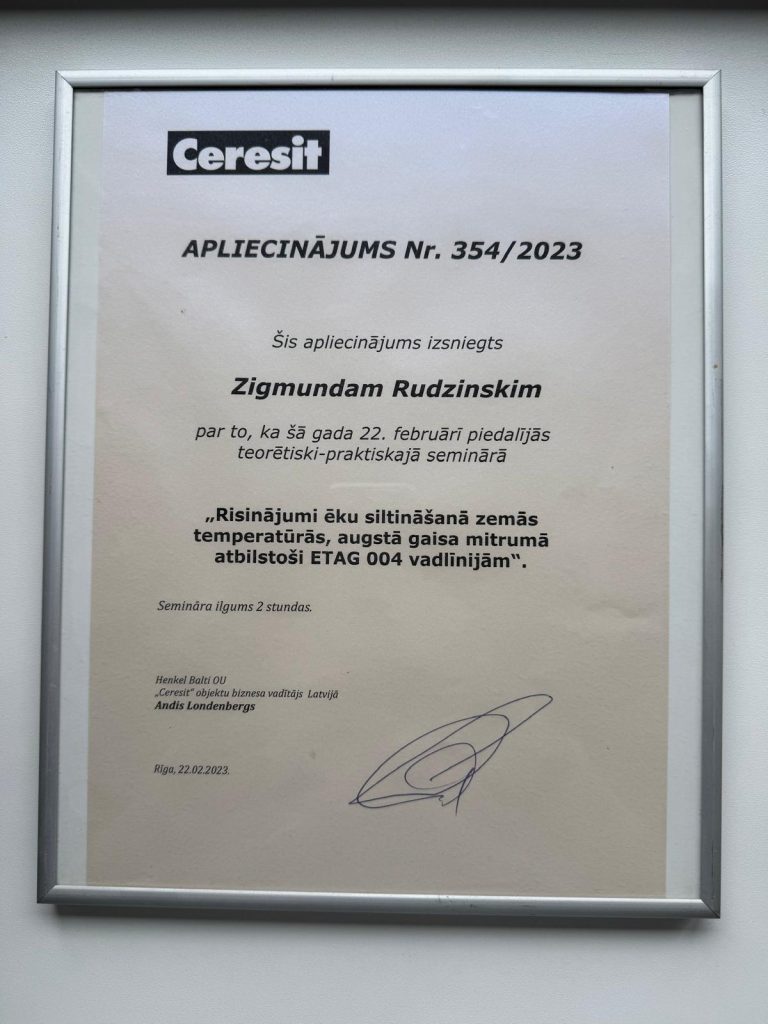 Ceresit
APLIECINĀJUMS Nr. 354/2023
Šis apliecinājums izsniegts
Zigmundam Rudzinskim
par to, ka šā gada 22. februārī piedalījās
teorētiski-praktiskajā seminārā
„Risinājumi ēku siltināšanā zemās
temperatūrās, augstā gaisa mitrumā
atbilstoši ETAG 004 vadlīnijām“.
Semināra ilgums 2 stundas.
Henkel Balti OU
„Ceresit“ objektu biznesa vadītājs Latvijā
Andis Londenbergs
Rīga, 22.02.2023.